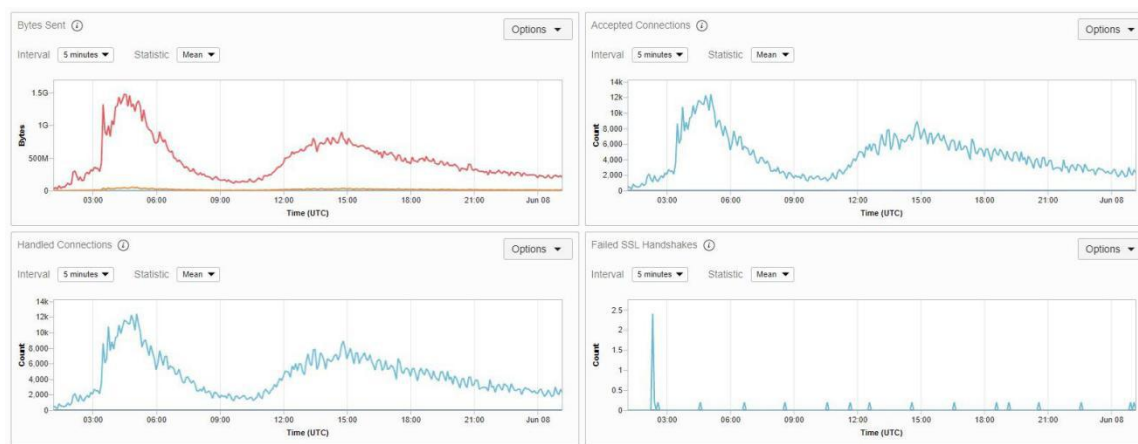 Bytes Sent
Options
Interval 5 minutes Statistic Mean
1.5G
1G
500M
0
Bytes
03:00 06:00 09:00 12:00 15:00 18:00 21:00 Jun 08
Time (UTC)
Accepted Connections
Options
Interval 5 minutes Statistic Mean
14k
12k
10k
8.000
6.000
4.000
2.000
0
Count
03:00 06:00 09:00 12:00 15:00 18:00 21:00 Jun 08
Time (UTC)
Handled Connections
Options
Interval 5 minutes Statistic Mean
14k
12k
10k
8.000
6.000
4.000
2.000
0
Count
03:00 06:00 09:00 12:00 15:00 18:00 21:00 Jun 08
Time (UTC)
Failed SSL Handshakes
Options
Interval 5 minutes Statistic Mean
2.5
2
1.5
1
0.5
0
Count
03:00 06:00 09:00 12:00 15:00 18:00 21:00 Jun 08
Time (UTC)